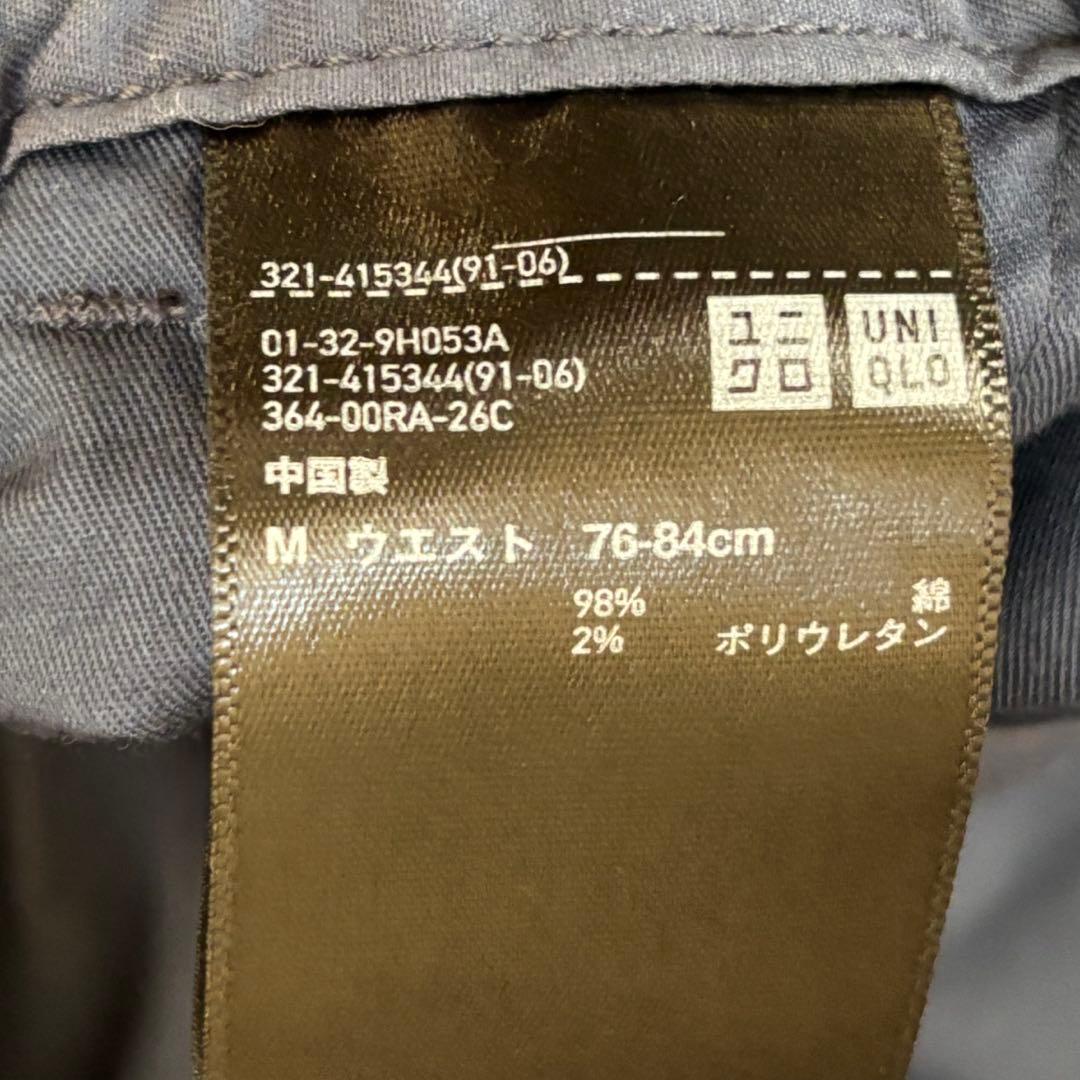 321-415344(91-06)
01-32-9H053A
321-415344(91-06)
364-00RA-26C
ユニ
クロ
UNI
QLO
中国製
M ウエスト 76-84cm
98% 綿
2% ポリウレタン